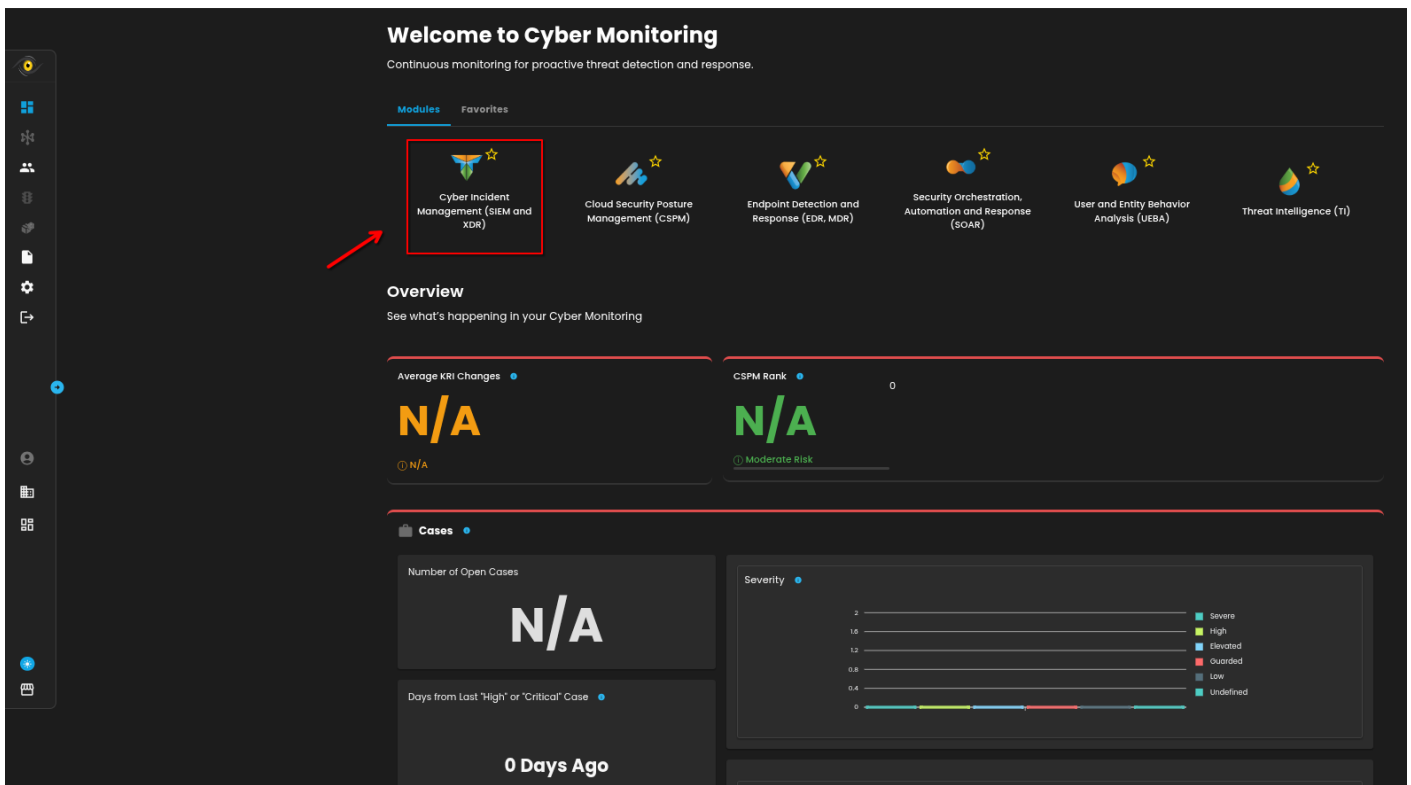 Welcome to Cyber Monitoring
Continuous monitoring for proactive threat detection and response.
Modules
Favorites
Cyber Incident
Management (SIEM and
XDR)
Cloud Security Posture
Management (CSPM)
Endpoint Detection and
Response (EDR, MDR)
Security Orchestration,
Automation and Response
(SOAR)
User and Entity Behavior
Analysis (UEBA)
Threat Intelligence (TI)
Overview
See what's happening in your Cyber Monitoring
Average KRI Changes
N/A
N/A
CSPM Rank
0
N/A
Moderate Risk
Cases
Number of Open Cases
N/A
Severity
2
1.6
1.2
0.8
0.4
0
Severe
High
Elevated
Guarded
Low
Undefined
Days from Last "High" or "Critical" Case
0 Days Ago